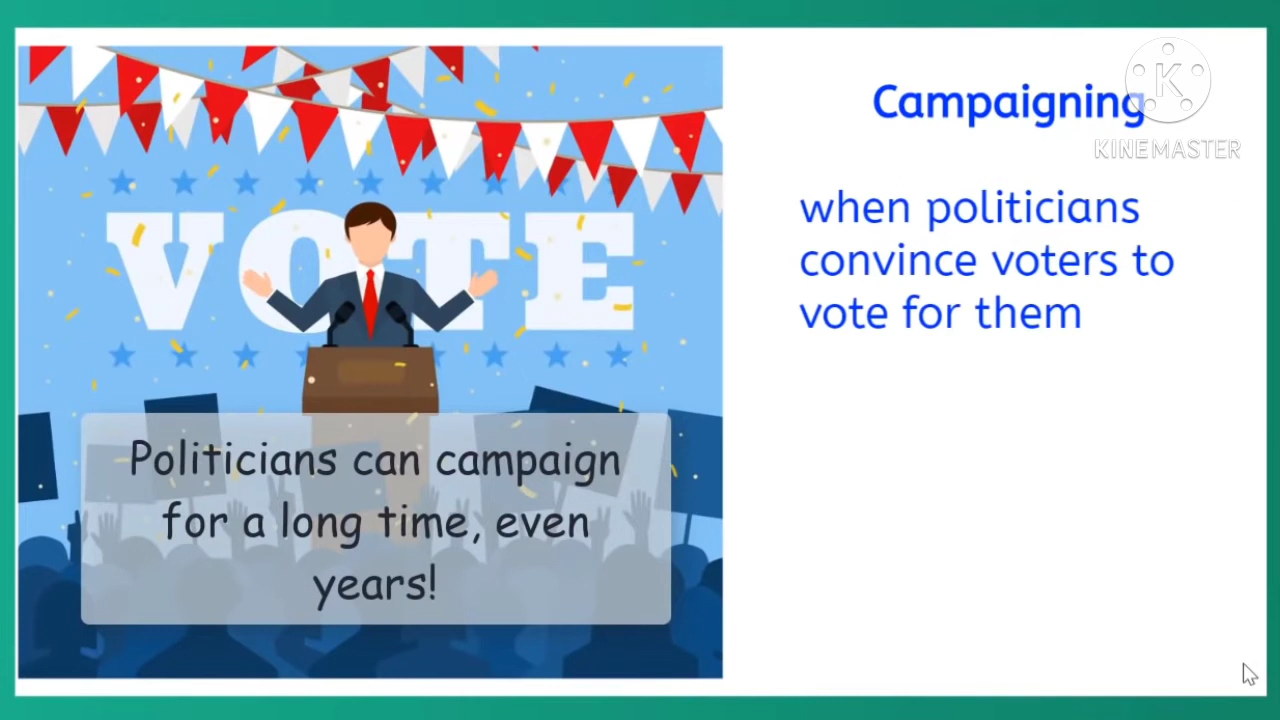 Campaigning
K
KINEMASTER
when politicians
convince voters to
vote for them
VOTE
Politicians can campaign
for a long time, even
years!